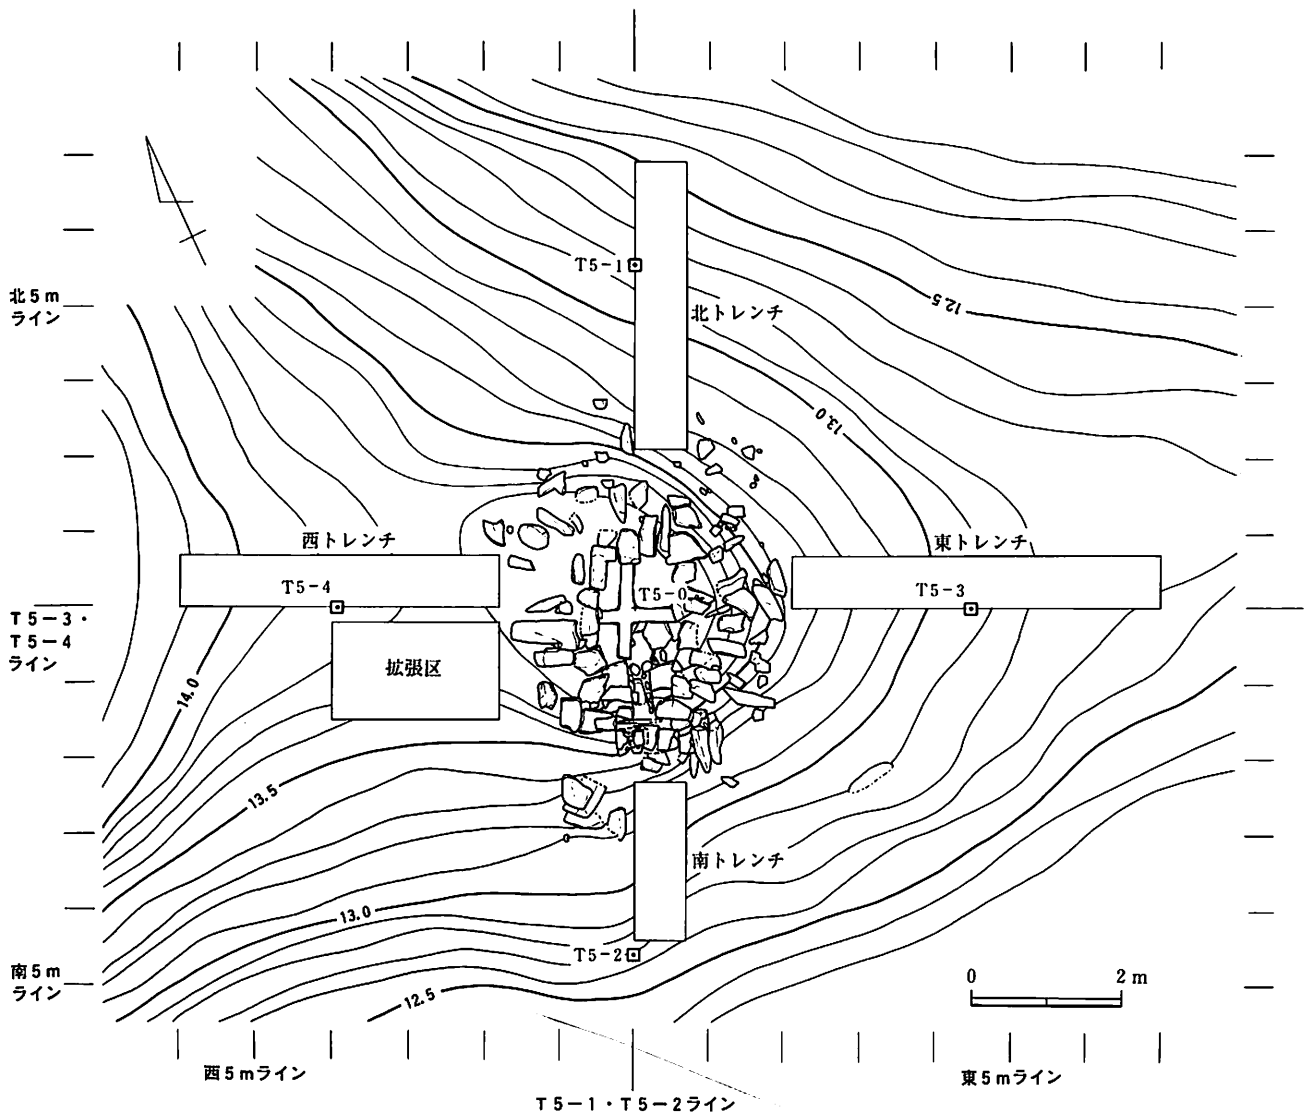 T5-1
北5m
ライン
12.5
北トレンチ
13.0
西トレンチ
東トレンチ
T5-4
T5-0
T5-3
T5-3・
T5-4
ライン
拡張区
14.0
13.5
南トレンチ
13.0
T5-2
南5m
ライン
0 2m
12.5
西5mライン
東5mライン
T5-1・T5-2ライン